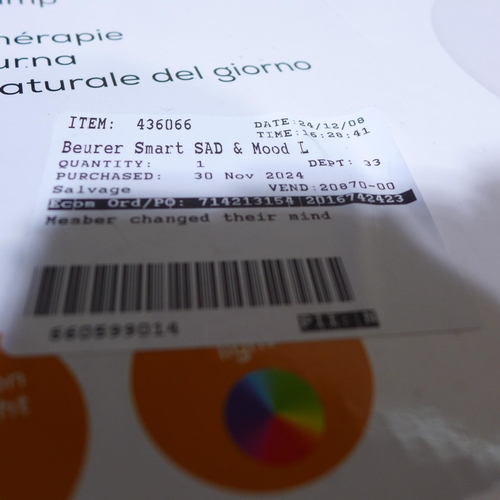 hérapie
urna
aturale del giorno
ITEM: 436066
DATE:24/12/08
TIME:16:28:41
Beurer Smart SAD & Mood L
QUANTITY: 1
DEPT: 33
PURCHASED: 30 Nov 2024
Salvage
VEND:20870-00
Ecom Ord/PO: 714213154 2016742423
Member changed their mind
660599014
light